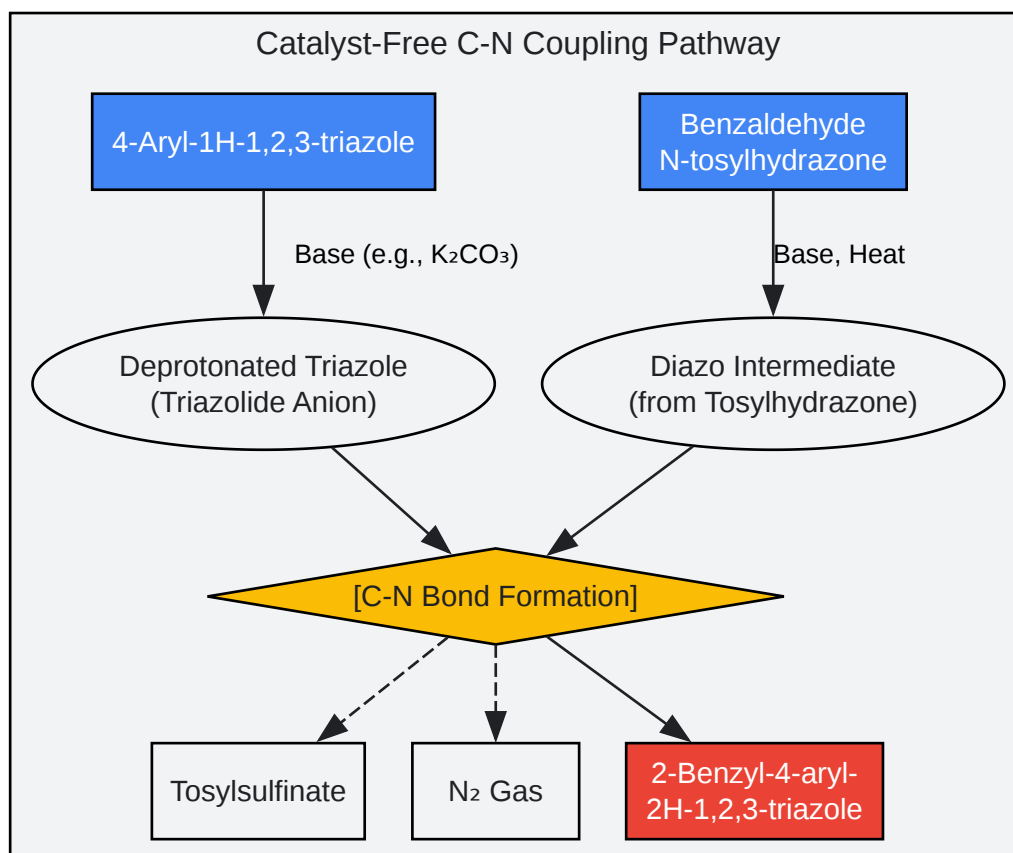 Catalyst-Free C-N Coupling Pathway
4-Aryl-1H-1,2,3-triazole
Benzaldehyde
N-tosylhydrazone
Base (e.g., K₂CO₃)
Base, Heat
Deprotonated Triazole
(Triazolide Anion)
Diazo Intermediate
(from Tosylhydrazone)
[C-N Bond Formation]
Tosylsulfinate
N₂ Gas
2-Benzyl-4-aryl-
2H-1,2,3-triazole